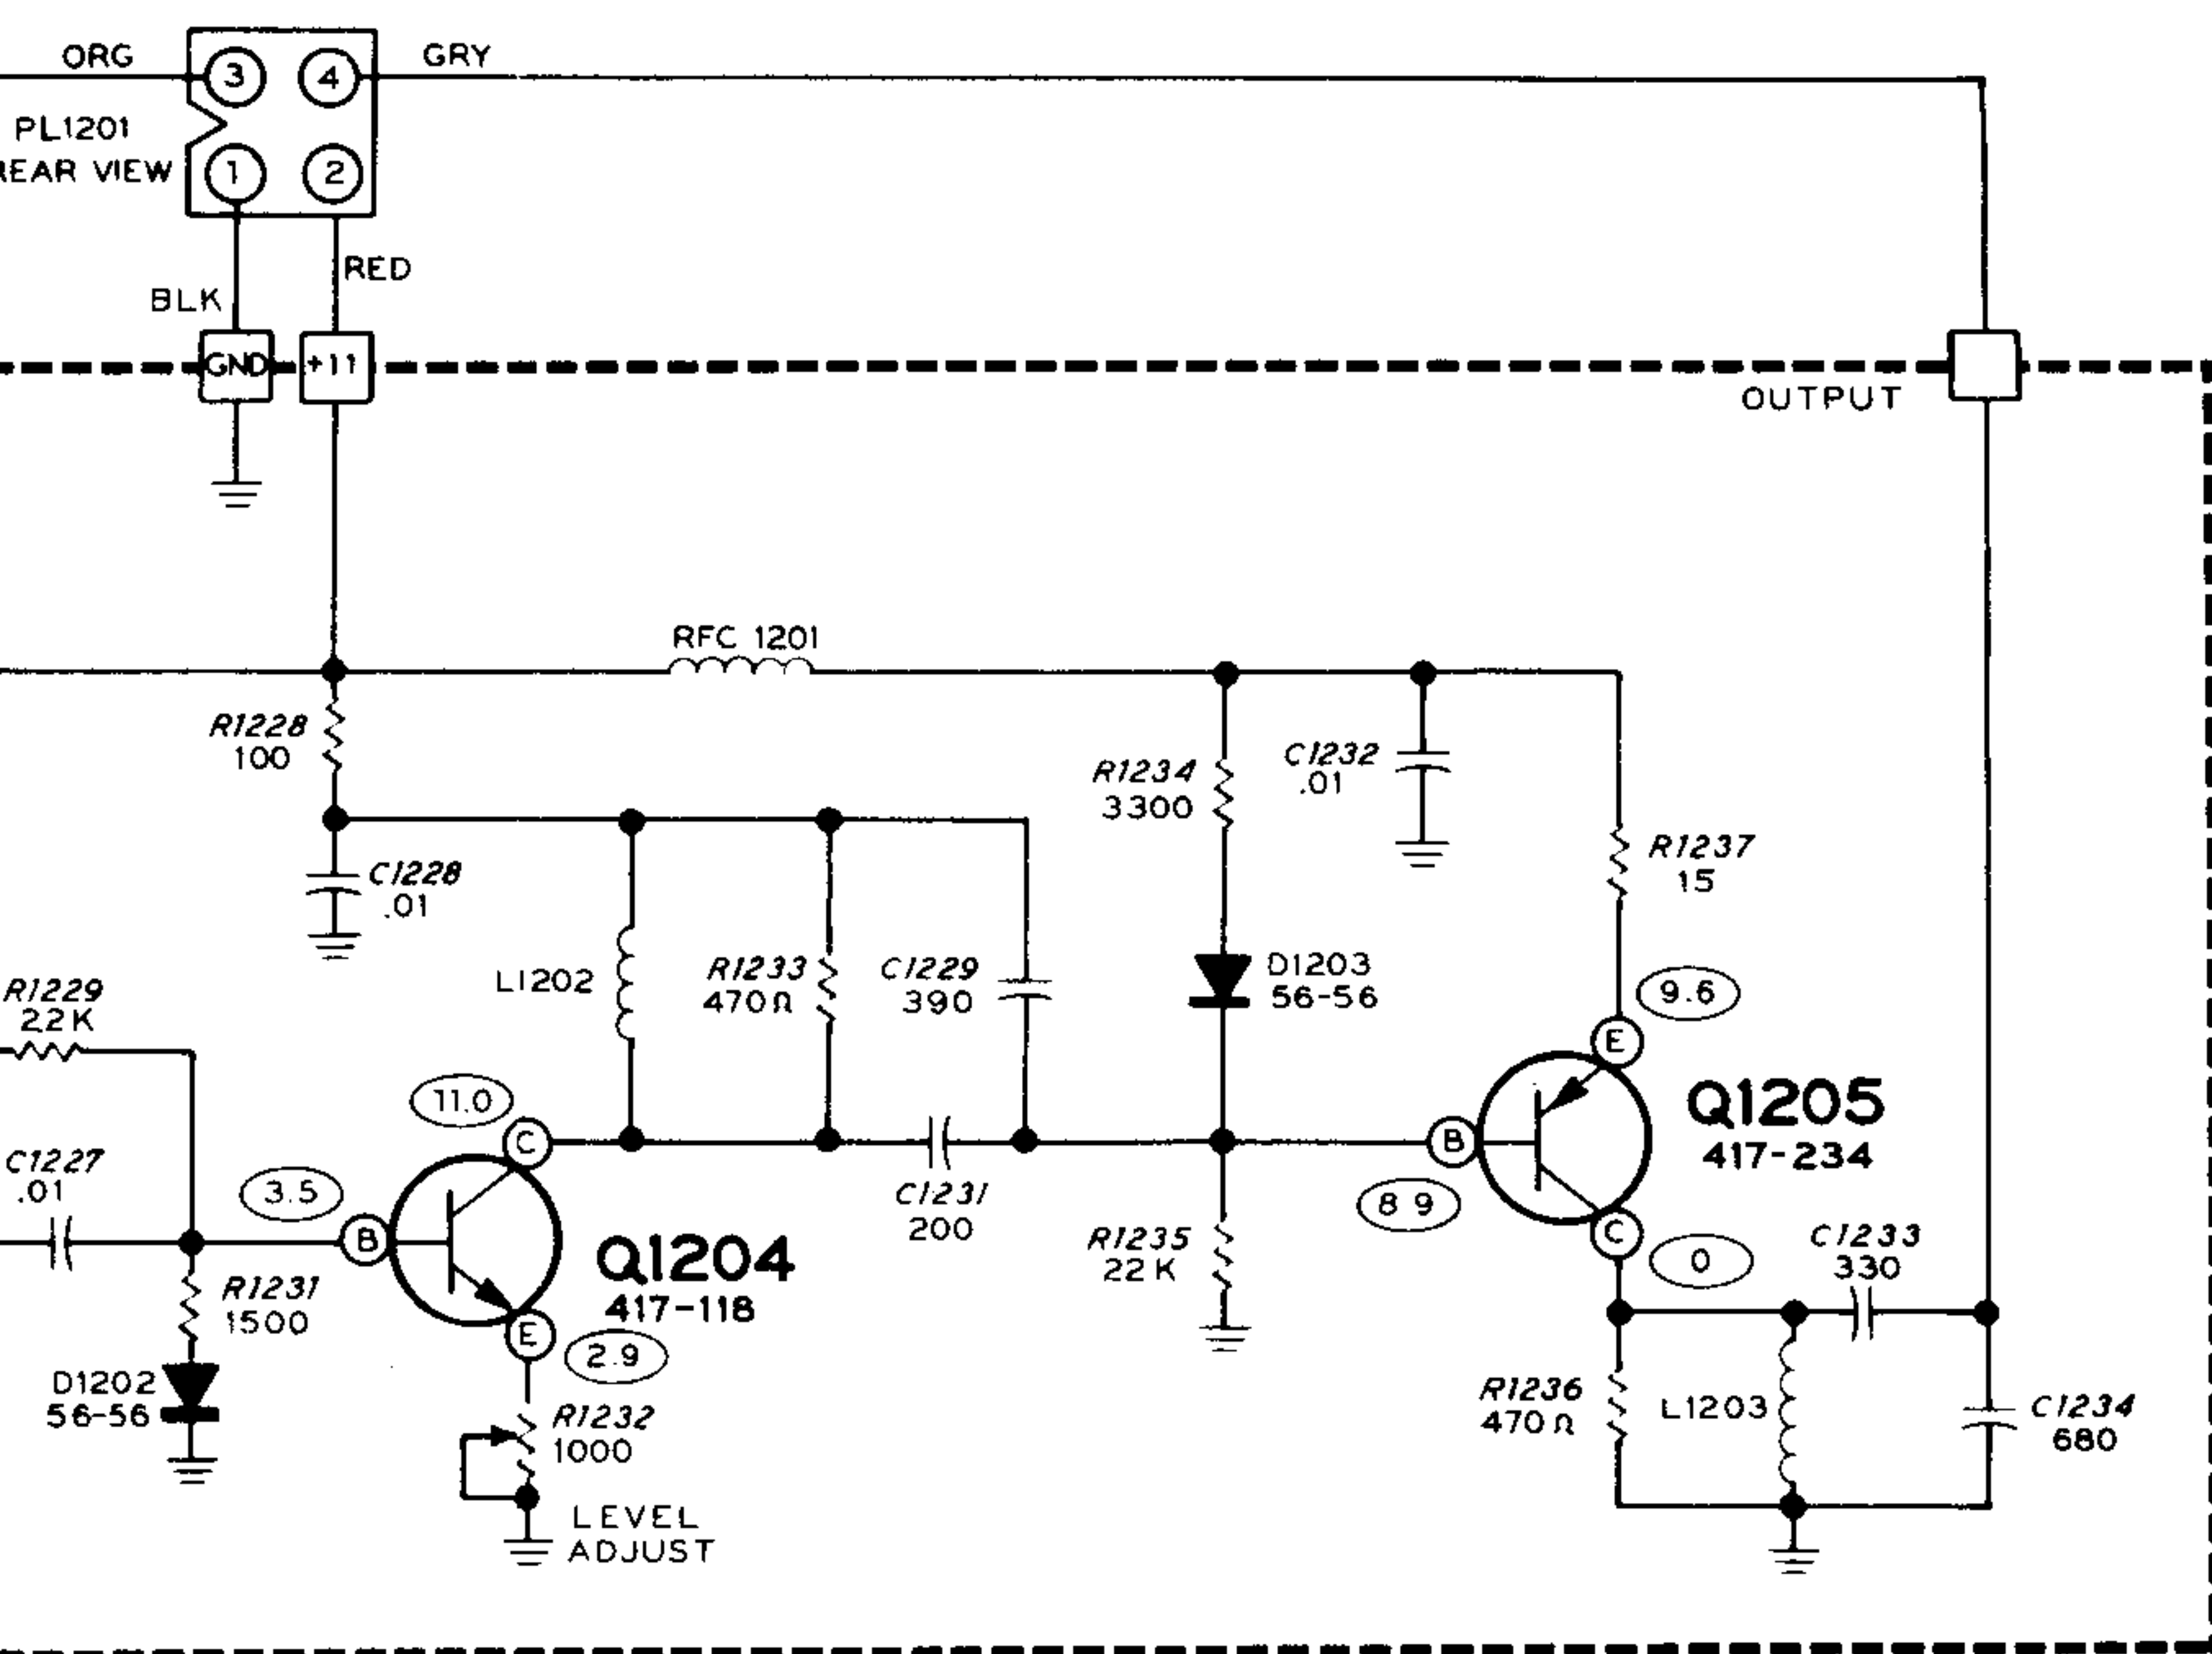 ORG
3
4
GRY
PL1201
REAR VIEW
1
2
RED
BLK
GND
+11
OUTPUT
RFC 1201
R1228
100
R1234
3300
C1232
.01
R1237
15
C1228
.01
L1202
R1233
470Ω
C1229
390
D1203
56-56
9.6
E
R1229
22K
11.0
C
Q1205
417-234
B
C1227
.01
3.5
B
C1231
200
8 9
R1235
22K
C
0
C1233
330
Q1204
417-118
R1231
1500
E
2.9
D1202
56-56
R1232
1000
R1236
470Ω
L1203
C1234
680
LEVEL
ADJUST